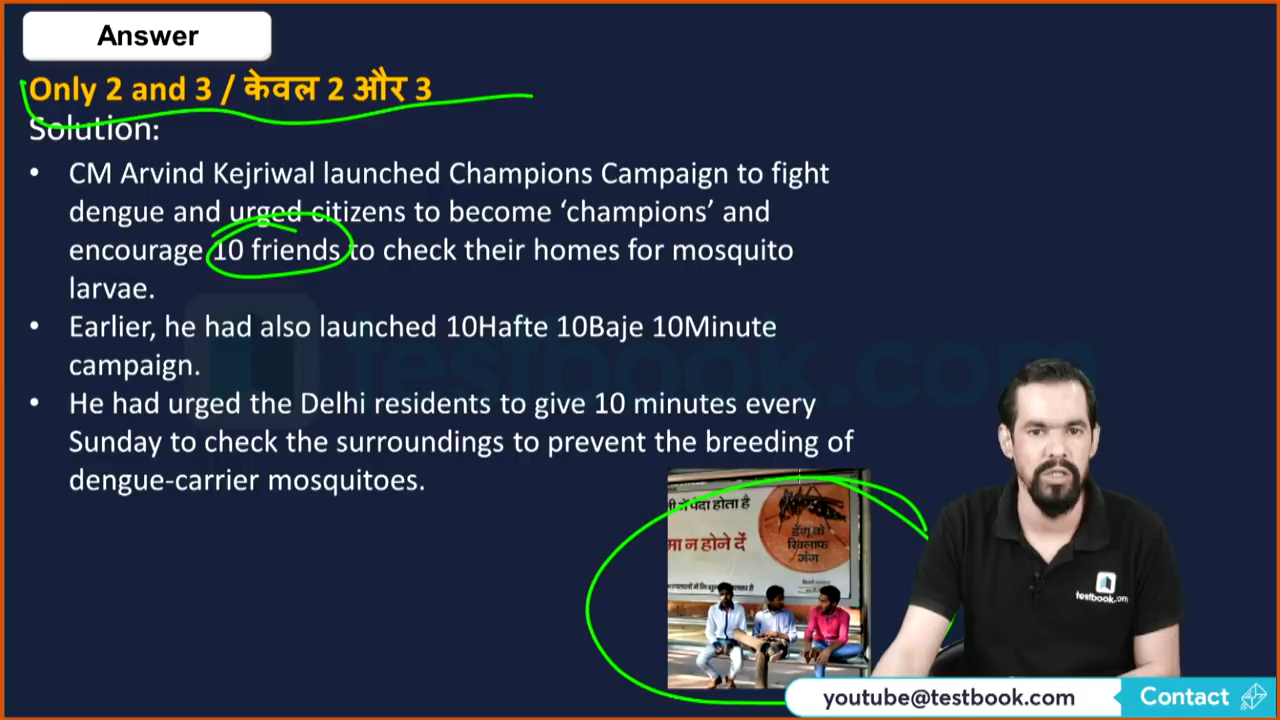 Answer
Only 2 and 3 / केवल 2 और 3
Solution:
• CM Arvind Kejriwal launched Champions Campaign to fight
dengue and urged citizens to become ‘champions’ and
encourage 10 friends to check their homes for mosquito
larvae.
• Earlier, he had also launched 10Hafte 10Baje 10Minute
campaign.
• He had urged the Delhi residents to give 10 minutes every
Sunday to check the surroundings to prevent the breeding of
dengue-carrier mosquitoes.
testbook.com
में पैदा होता है
न होने दें
डेंगू के
खिलाफ
जंग
testbook.com
youtube@testbook.com
Contact